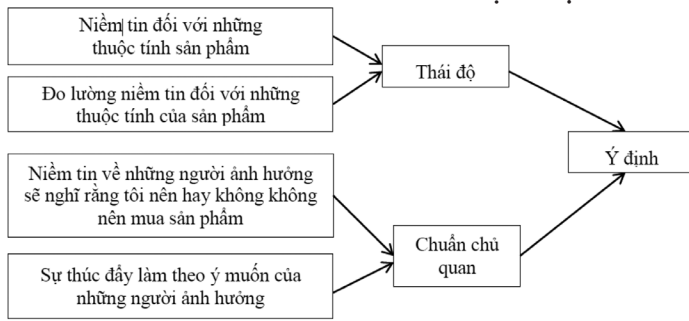 Niềm tin đối với những
thuộc tính sản phẩm
Đo lường niềm tin đối với những
thuộc tính của sản phẩm
Niềm tin về những người ảnh hưởng
sẽ nghĩ rằng tôi nên hay không không
nên mua sản phẩm
Sự thúc đẩy làm theo ý muốn của
những người ảnh hưởng
Thái độ
Chuẩn chủ
quan
Ý định